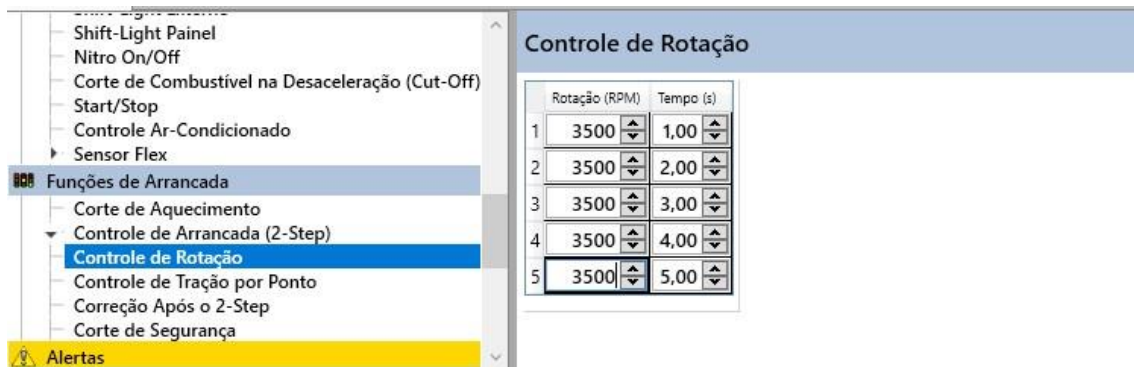 Shift-Light Painel
Nitro On/Off
Corte de Combustível na Desaceleração (Cut-Off)
Start/Stop
Controle Ar-Condicionado
Sensor Flex
Funções de Arrancada
Corte de Aquecimento
Controle de Arrancada (2-Step)
Controle de Rotação
Controle de Tração por Ponto
Correção Após o 2-Step
Corte de Segurança
Alertas
Controle de Rotação
Rotação (RPM) Tempo (s)
1 3500 1,00
2 3500 2,00
3 3500 3,00
4 3500 4,00
5 3500 5,00